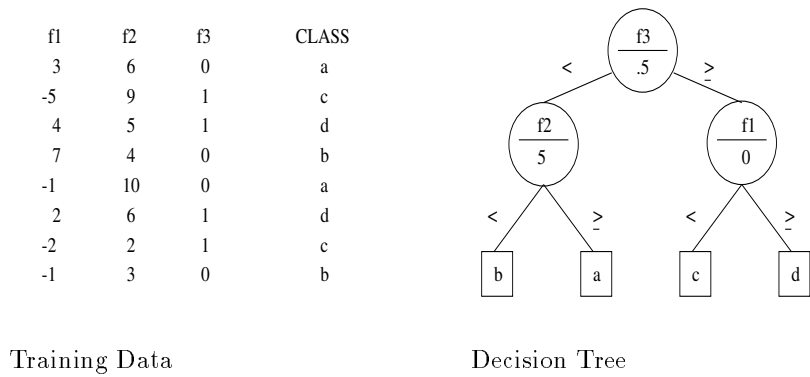 f1 f2 f3 CLASS
3 6 0 a
-5 9 1 c
4 5 1 d
7 4 0 b
-1 10 0 a
2 6 1 d
-2 2 1 c
-1 3 0 b
Training Data
f3
.5
< ≥
f2 f1
5 0
< ≥ < ≥
b a c d
Decision Tree